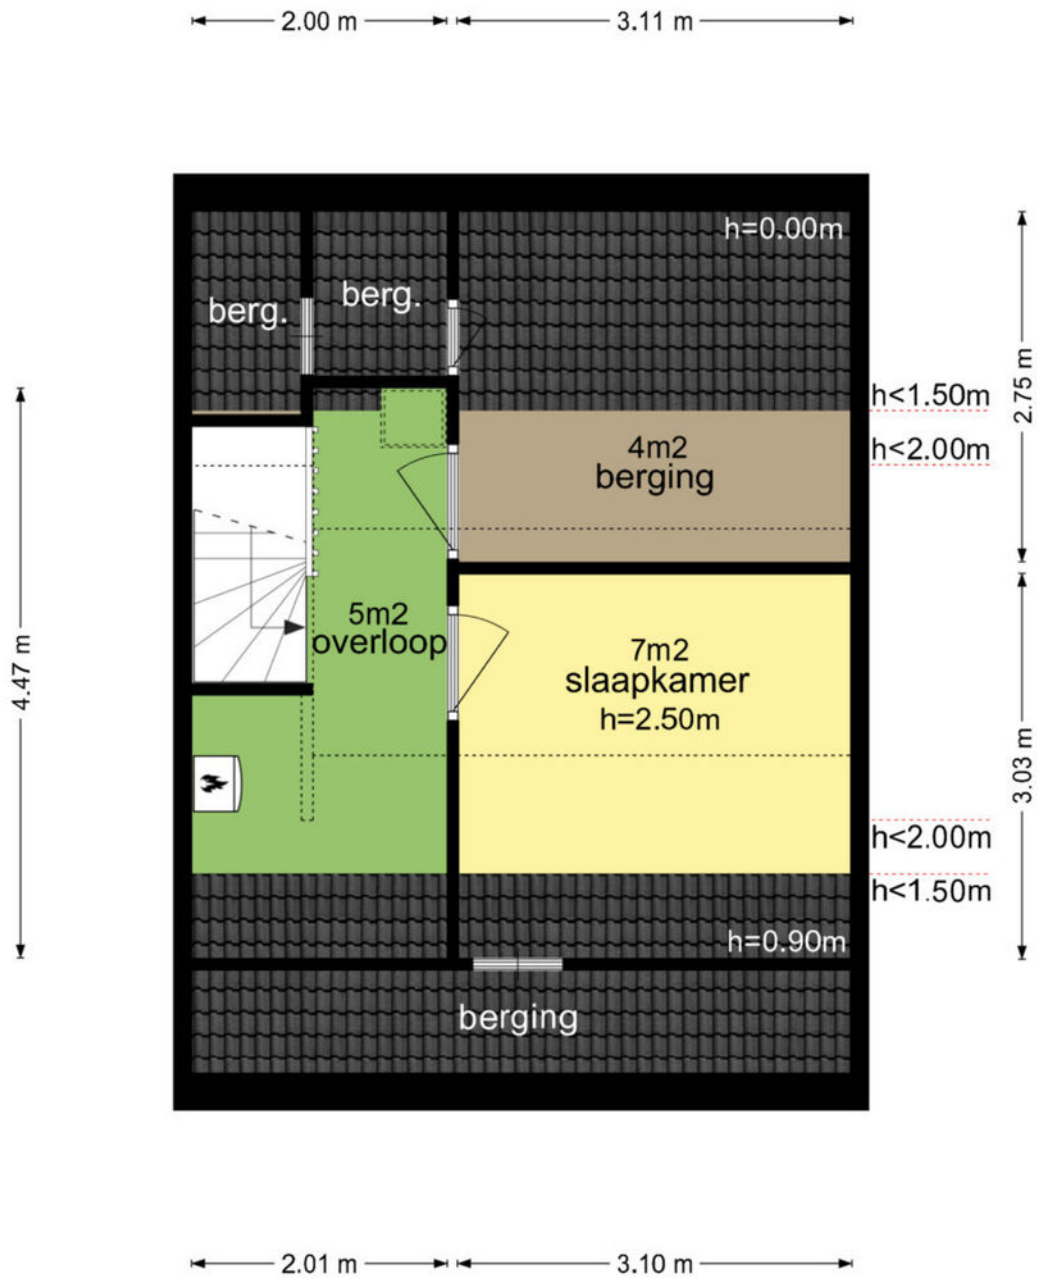 2.00 m
3.11 m
h=0.00m
berg.
berg.
h<1.50m
2.75 m
h<2.00m
4m2
berging
5m2
overloop
7m2
slaapkamer
h=2.50m
4.47 m
3.03 m
h<2.00m
h<1.50m
h=0.90m
berging
2.01 m
3.10 m